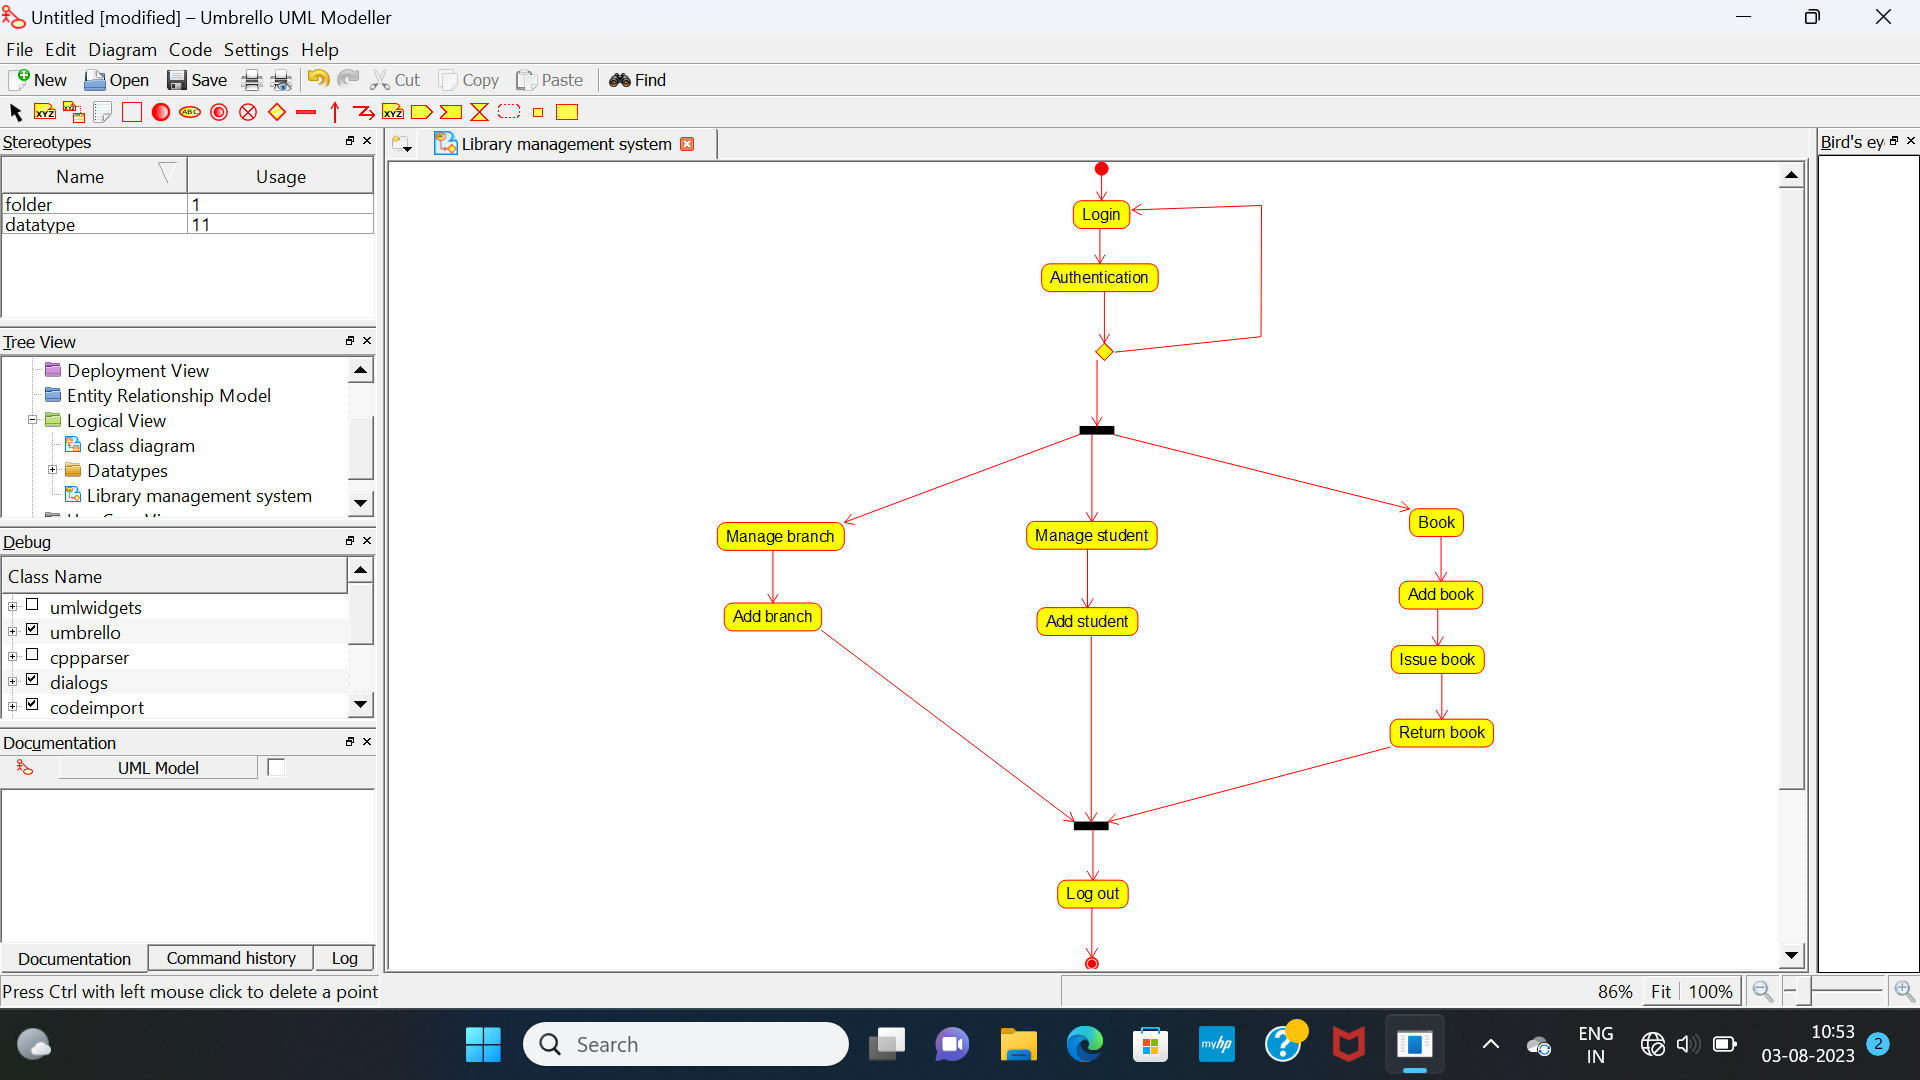 Untitled [modified] – Umbrello UML Modeller
File Edit Diagram Code Settings Help
New Open Save Cut Copy Paste Find
XYZ XYZ ABC XYZ
Stereotypes
Name Usage
folder 1
datatype 11
Tree View
Deployment View
Entity Relationship Model
Logical View
class diagram
Datatypes
Library management system
Debug
Class Name
umlwidgets
umbrello
cppparser
dialogs
codeimport
Documentation
UML Model
Documentation Command history Log
Press Ctrl with left mouse click to delete a point
Library management system
Login
Authentication
Manage branch
Manage student
Book
Add branch
Add student
Add book
Issue book
Return book
Log out
Bird's ey
86% Fit 100%
Search
myhp
ENG
IN
10:53
03-08-2023
2